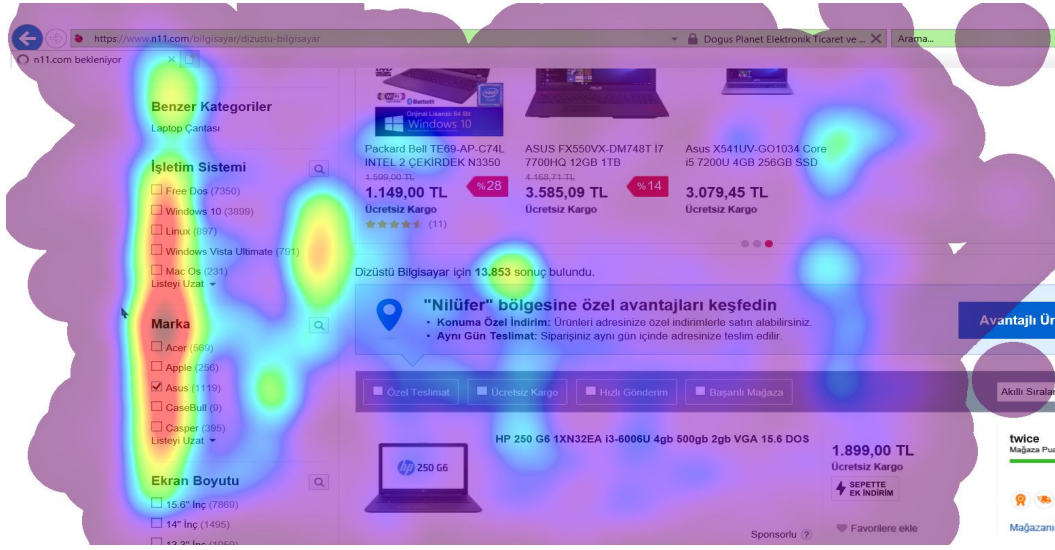 https://www.n11.com/bilgisayar/dizustu-bilgisayar
Dogus Planet Elektronik Ticaret ve ...
Arama...
n11.com bekleniyor
Benzer Kategoriler
Laptop Çantası
İşletim Sistemi
Free Dos (7350)
Windows 10 (3899)
Linux (897)
Windows Vista Ultimate (791)
Mac Os (231)
Listeyi Uzat
Marka
Acer (569)
Apple (256)
Asus (1119)
CaseBull (9)
Casper (395)
Listeyi Uzat
Ekran Boyutu
15.6" İnç (7869)
14" İnç (1495)
13.3" İnç (1059)
Orijinal Lisanslı 64 Bit
Windows 10
Packard Bell TE69-AP-C74L
INTEL 2 ÇEKİRDEK N3350
1.599,00 TL
1.149,00 TL
%28
Ücretsiz Kargo
(11)
ASUS FX550VX-DM748T İ7
7700HQ 12GB 1TB
4.168,71 TL
3.585,09 TL
%14
Ücretsiz Kargo
Asus X541UV-GO1034 Core
i5 7200U 4GB 256GB SSD
3.079,45 TL
Ücretsiz Kargo
Dizüstü Bilgisayar için 13.853 sonuç bulundu.
"Nilüfer" bölgesine özel avantajları keşfedin
• Konuma Özel İndirim: Ürünleri adresinize özel indirimlerle satın alabilirsiniz.
• Aynı Gün Teslimat: Siparişiniz aynı gün içinde adresinize teslim edilir.
Avantajlı Ür
Özel Teslimat
Ücretsiz Kargo
Hızlı Gönderim
Başarılı Mağaza
Akıllı Sıralar
HP 250 G6 1XN32EA i3-6006U 4gb 500gb 2gb VGA 15.6 DOS
hp 250 G6
1.899,00 TL
Ücretsiz Kargo
SEPETTE
EK İNDİRİM
Sponsorlu ?
Favorilere ekle
twice
Mağaza Pua
Mağazanı